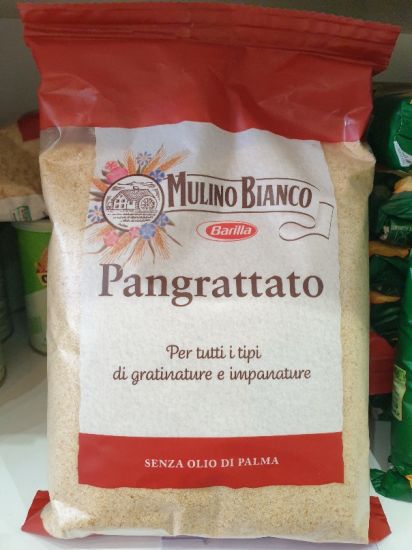 MULINO BIANCO
Barilla
Pangrattato
Per tutti i tipi
di gratinature e impanature
SENZA OLIO DI PALMA